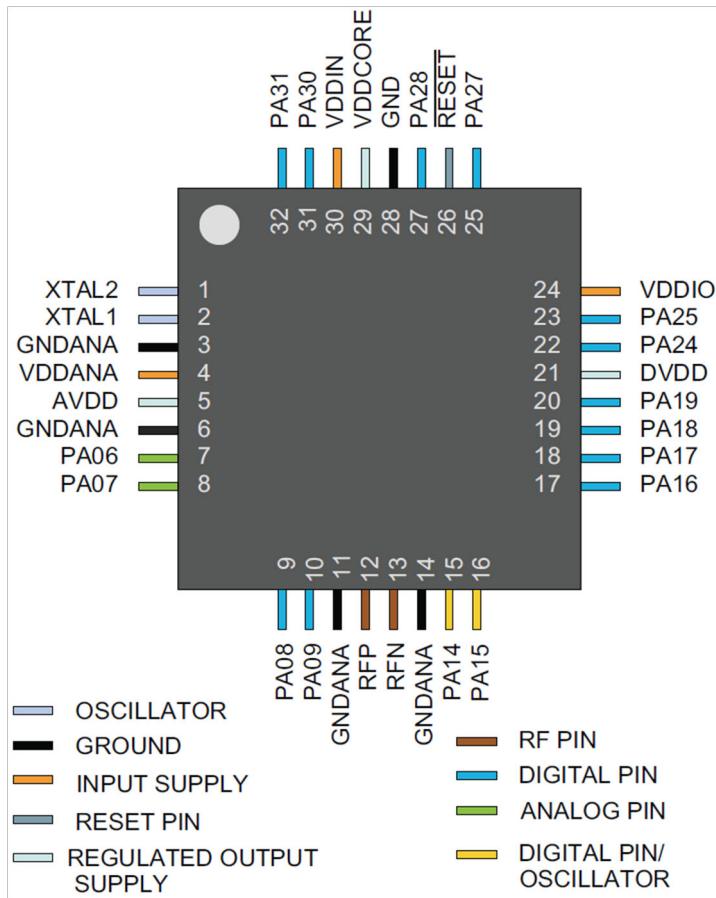 PA31
PA30
VDDIN
VDDCORE
GND
PA28
RESET
PA27
32
31
30
29
28
27
26
25
XTAL2 1
XTAL1 2
GNDANA 3
VDDANA 4
AVDD 5
GNDANA 6
PA06 7
PA07 8
24 VDDIO
23 PA25
22 PA24
21 DVDD
20 PA19
19 PA18
18 PA17
17 PA16
9
10
11
12
13
14
15
16
PA08
PA09
GNDANA
RFP
RFN
GNDANA
PA14
PA15
OSCILLATOR
GROUND
INPUT SUPPLY
RESET PIN
REGULATED OUTPUT
SUPPLY
RF PIN
DIGITAL PIN
ANALOG PIN
DIGITAL PIN/
OSCILLATOR